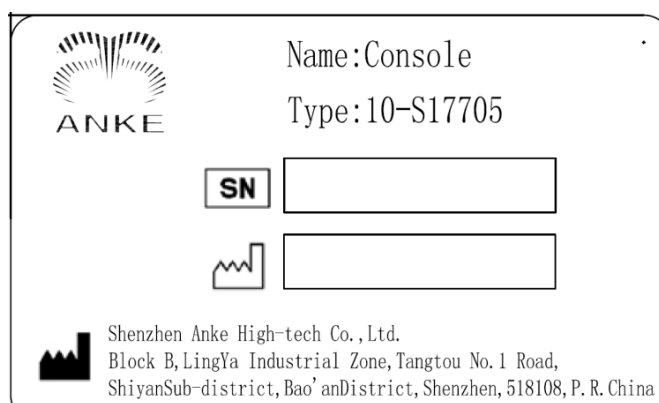 ANKE
Name:Console
Type:10-S17705
SN
Shenzhen Anke High-tech Co.,Ltd.
Block B,LingYa Industrial Zone,Tangtou No.1 Road,
ShiyanSub-district,Bao'anDistrict,Shenzhen,518108,P.R.China